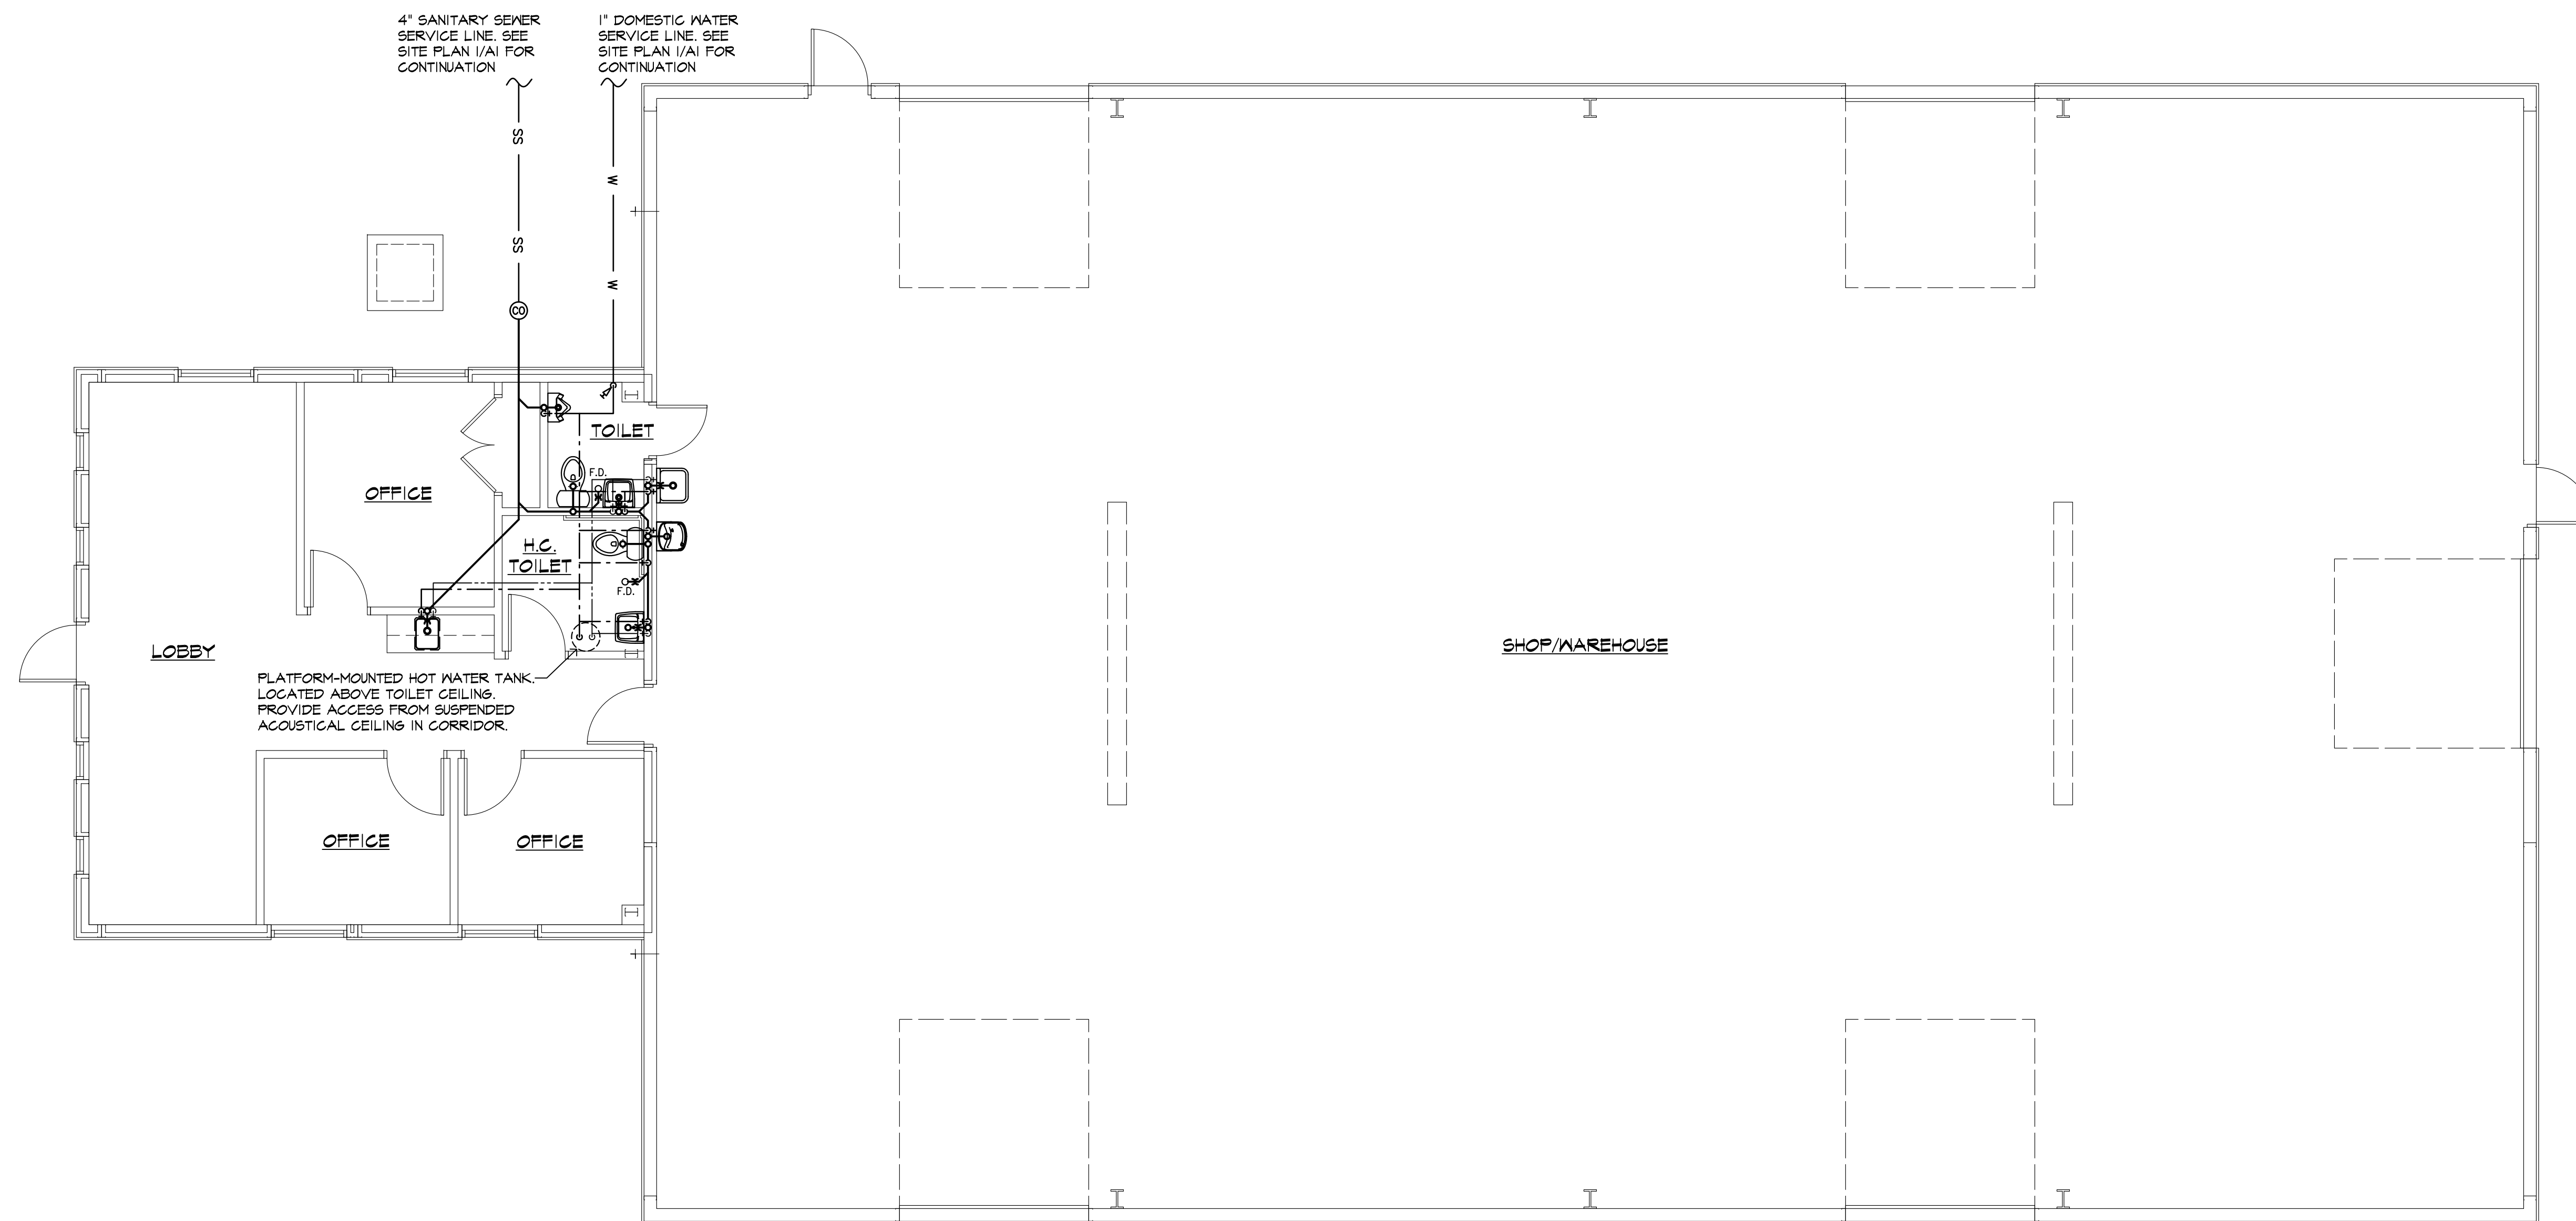 4" SANITARY SEWER
SERVICE LINE. SEE
SITE PLAN 1/A1 FOR
CONTINUATION
1" DOMESTIC WATER
SERVICE LINE. SEE
SITE PLAN 1/A1 FOR
CONTINUATION
SS
W
SS
W
CO
TOILET
F.D.
OFFICE
H.C.
TOILET
F.D.
LOBBY
SHOP/WAREHOUSE
PLATFORM-MOUNTED HOT WATER TANK.
LOCATED ABOVE TOILET CEILING.
PROVIDE ACCESS FROM SUSPENDED
ACOUSTICAL CEILING IN CORRIDOR.
OFFICE
OFFICE